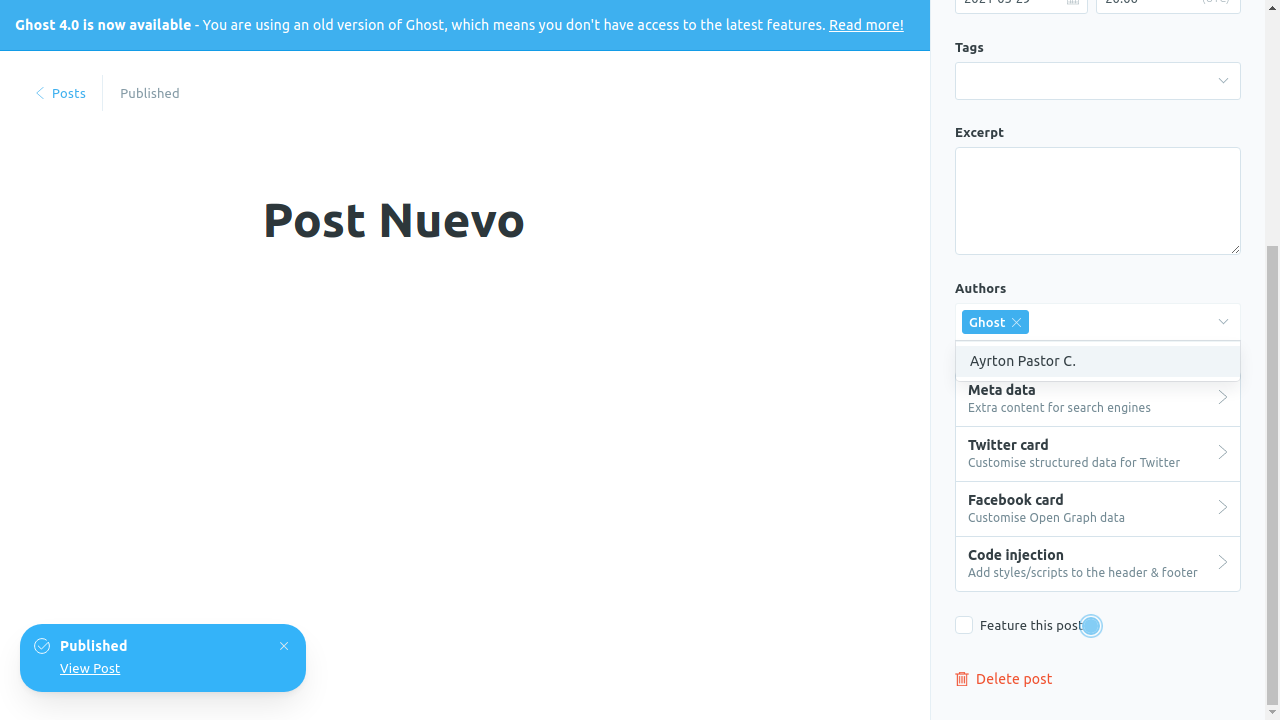 Ghost 4.0 is now available - You are using an old version of Ghost, which means you don't have access to the latest features. Read more!
Posts
Published
Post Nuevo
Published
View Post
Tags
Excerpt
Authors
Ghost
Ayrton Pastor C.
Meta data
Extra content for search engines
Twitter card
Customise structured data for Twitter
Facebook card
Customise Open Graph data
Code injection
Add styles/scripts to the header & footer
Feature this post
Delete post